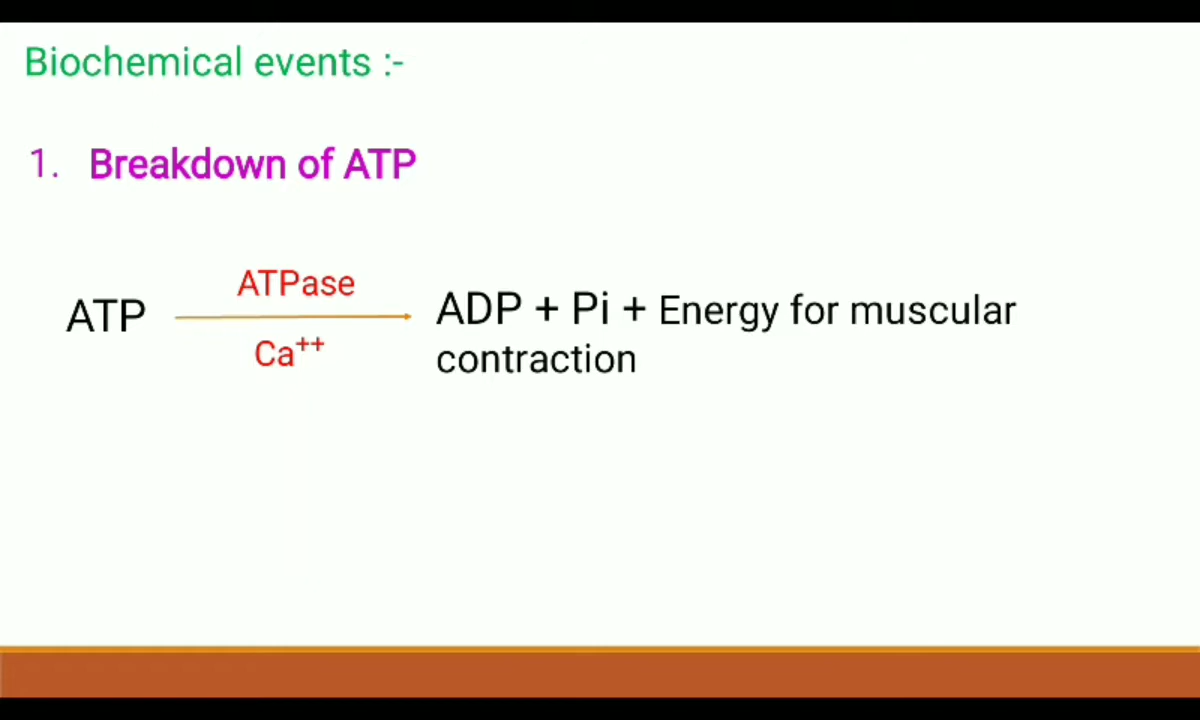 Biochemical events :-
1. Breakdown of ATP
ATPase
ATP
ADP + Pi + Energy for muscular
Ca⁺⁺
contraction